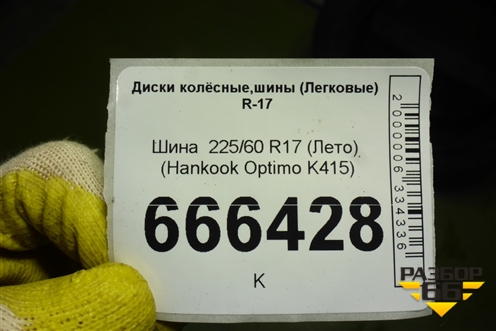 Диски колёсные,шины (Легковые)
R-17
Шина 225/60 R17 (Лето)
(Hankook Optimo K415)
666428
К
2000006334336
РАЗБОР
66